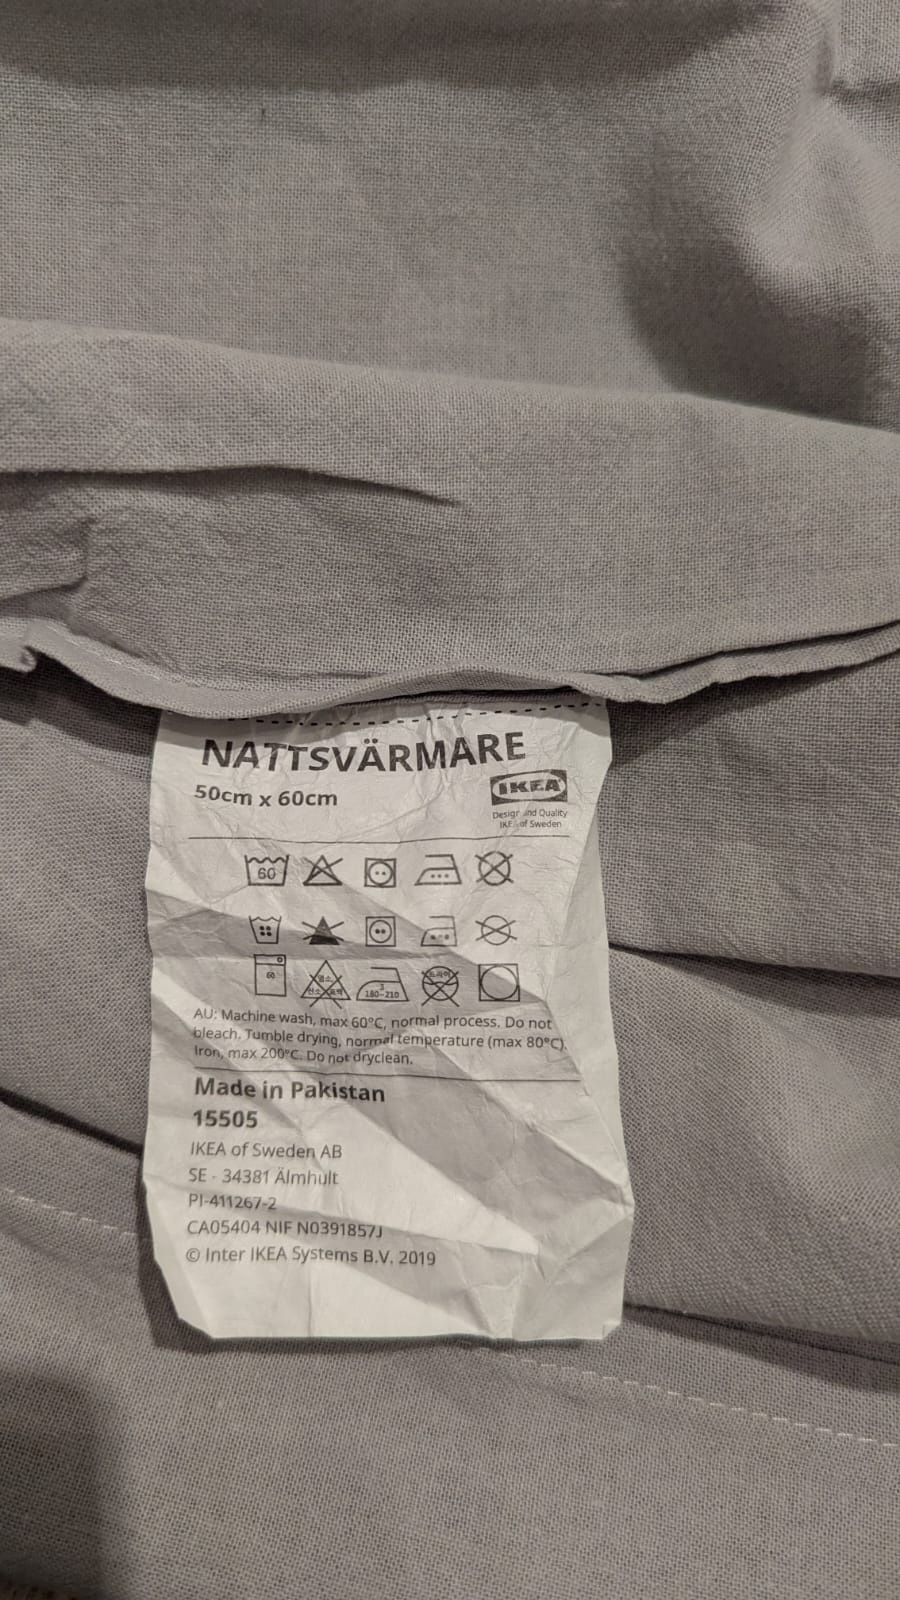 NATTSVÄRMARE
50cm x 60cm
IKEA
Design and Quality
IKEA of Sweden
60
60
3
180-210
AU: Machine wash, max 60°C, normal process. Do not
bleach. Tumble drying, normal temperature (max 80°C).
Iron, max 200°C. Do not dryclean.
Made in Pakistan
15505
IKEA of Sweden AB
SE - 34381 Älmhult
PI-411267-2
CA05404 NIF N0391857J
© Inter IKEA Systems B.V. 2019